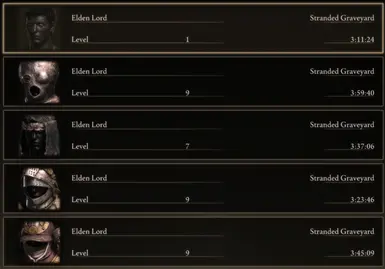 Elden Lord Stranded Graveyard
Level 1 3:11:24
Elden Lord Stranded Graveyard
Level 9 3:59:40
Elden Lord Stranded Graveyard
Level 7 3:37:06
Elden Lord Stranded Graveyard
Level 9 3:23:46
Elden Lord Stranded Graveyard
Level 9 3:45:09